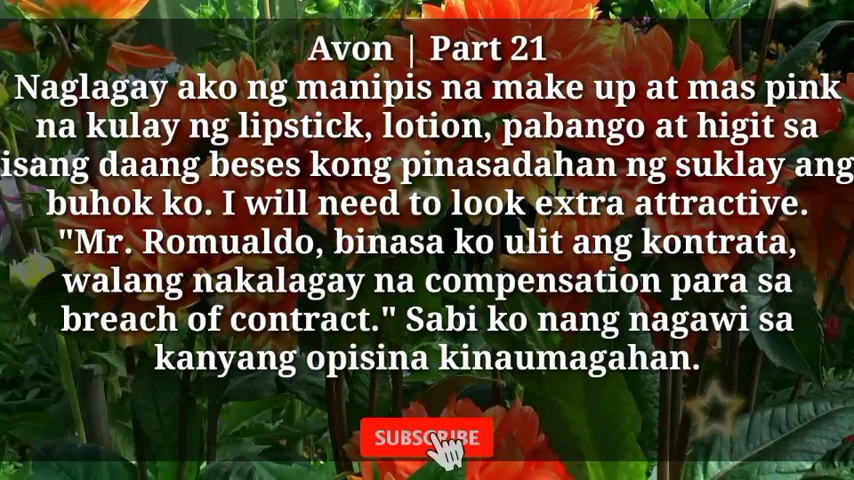 Avon | Part 21
Naglagay ako ng manipis na make up at mas pink
na kulay ng lipstick, lotion, pabango at higit sa
isang daang beses kong pinasadahan ng suklay ang
buhok ko. I will need to look extra attractive.
"Mr. Romualdo, binasa ko ulit ang kontrata,
walang nakalagay na compensation para sa
breach of contract." Sabi ko nang nagawi sa
kanyang opisina kinaumagahan.
SUBSCRIBE